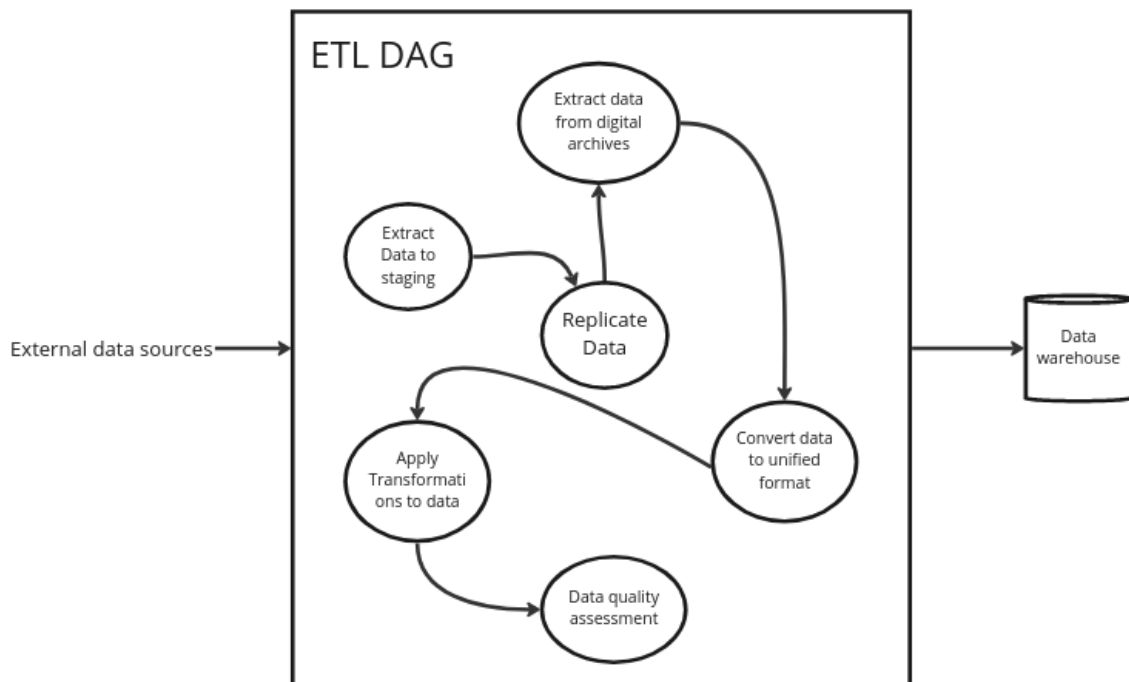 ETL DAG
Extract data
from digital
archives
Extract
Data to
staging
Replicate
Data
External data sources
Data
warehouse
Convert data
to unified
format
Apply
Transformati
ons to data
Data quality
assessment